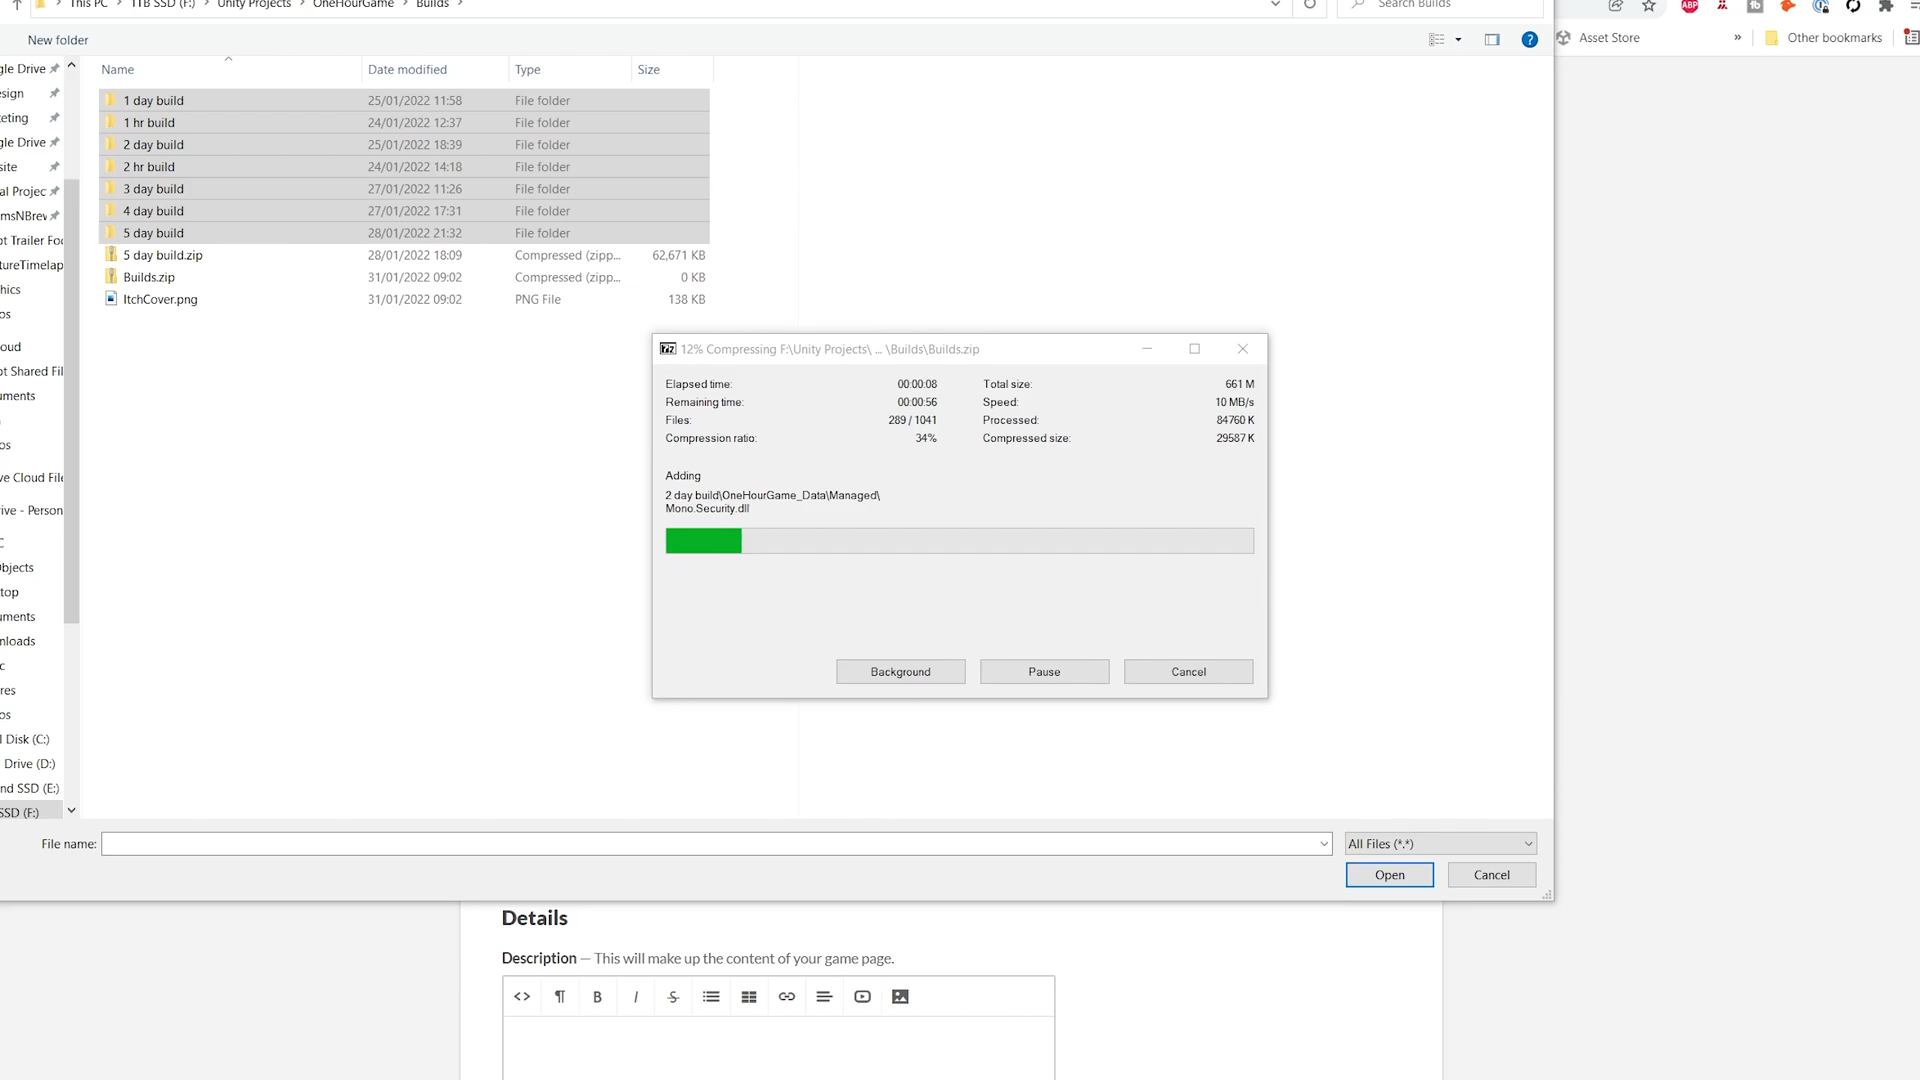 This PC > 1TB SSD (F:) > Unity Projects > OneHourGame > Builds >
Search Builds
ABP
New folder
Asset Store
»
Other bookmarks
Name
Date modified
Type
Size
gle Drive
esign
eting
gle Drive
site
al Projec
msNBrew
pt Trailer Foo
ctureTimelap
hics
os
oud
pt Shared Fil
uments
os
ve Cloud File
rive - Person
C
Objects
top
uments
nloads
c
res
os
l Disk (C:)
Drive (D:)
nd SSD (E:)
SSD (F:)
1 day build 25/01/2022 11:58 File folder
1 hr build 24/01/2022 12:37 File folder
2 day build 25/01/2022 18:39 File folder
2 hr build 24/01/2022 14:18 File folder
3 day build 27/01/2022 11:26 File folder
4 day build 27/01/2022 17:31 File folder
5 day build 28/01/2022 21:32 File folder
5 day build.zip 28/01/2022 18:09 Compressed (zipp... 62,671 KB
Builds.zip 31/01/2022 09:02 Compressed (zipp... 0 KB
ItchCover.png 31/01/2022 09:02 PNG File 138 KB
7z 12% Compressing F:\Unity Projects\ ... \Builds\Builds.zip
Elapsed time: 00:00:08 Total size: 661 M
Remaining time: 00:00:56 Speed: 10 MB/s
Files: 289 / 1041 Processed: 84760 K
Compression ratio: 34% Compressed size: 29587 K
Adding
2 day build\OneHourGame_Data\Managed\
Mono.Security.dll
Background
Pause
Cancel
File name:
All Files (*.*)
Open
Cancel
Details
Description — This will make up the content of your game page.
<> ¶ B I S